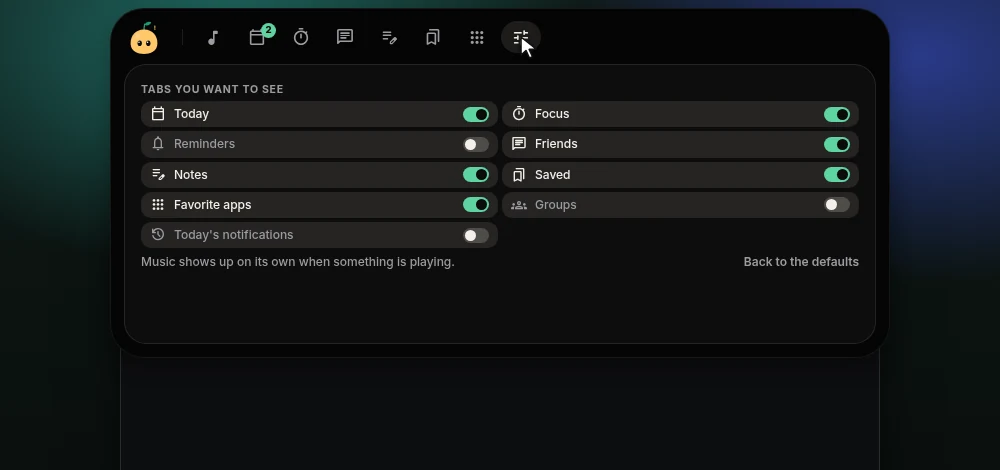 2
TABS YOU WANT TO SEE
Today
Focus
Reminders
Friends
Notes
Saved
Favorite apps
Groups
Today's notifications
Music shows up on its own when something is playing.
Back to the defaults